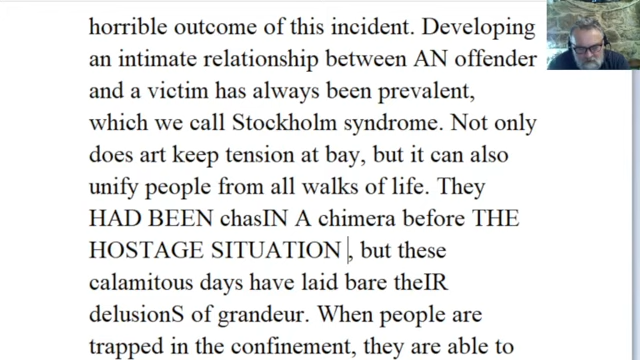 horrible outcome of this incident. Developing
an intimate relationship between AN offender
and a victim has always been prevalent,
which we call Stockholm syndrome. Not only
does art keep tension at bay, but it can also
unify people from all walks of life. They
HAD BEEN chasIN A chimera before THE
HOSTAGE SITUATION , but these
calamitous days have laid bare theIR
delusionS of grandeur. When people are
trapped in the confinement, they are able to